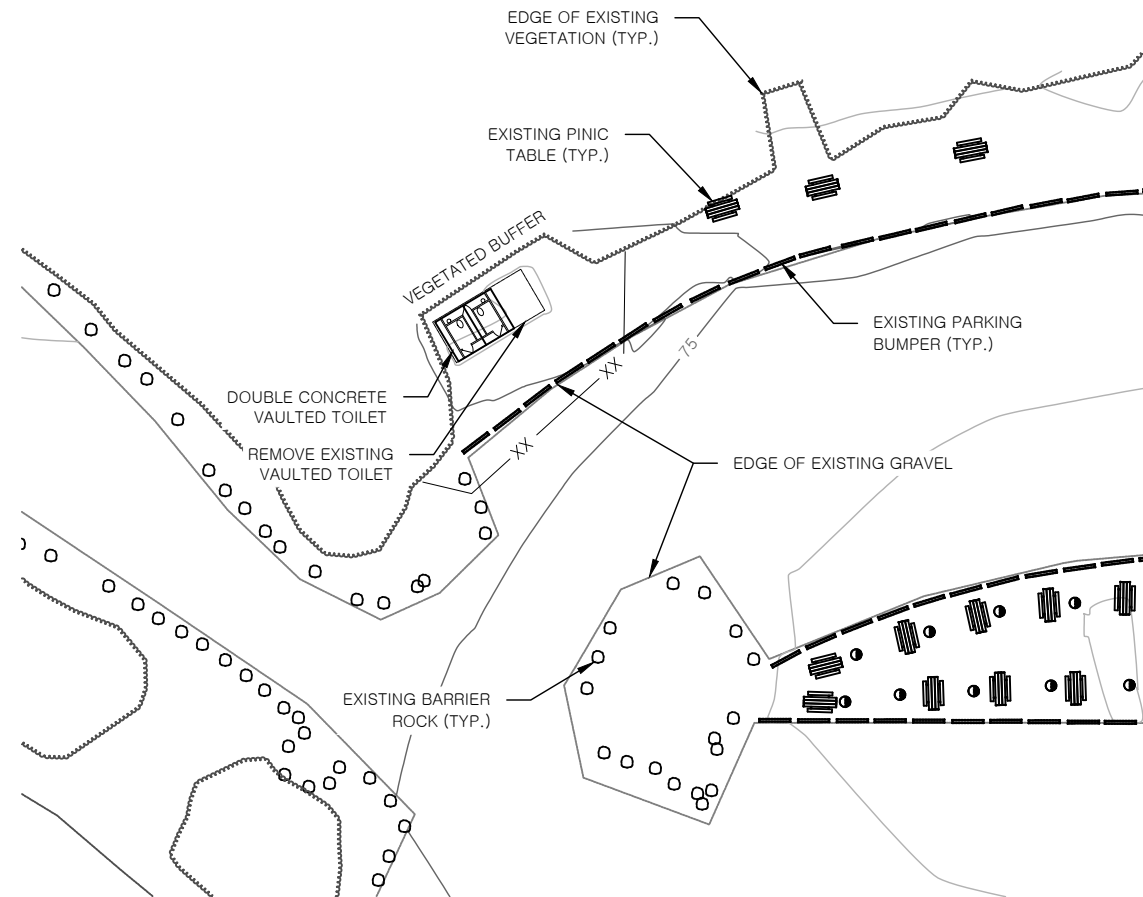 EDGE OF EXISTING
VEGETATION (TYP.)
EXISTING PINIC
TABLE (TYP.)
VEGETATED BUFFER
EXISTING PARKING
BUMPER (TYP.)
75
XX
XX
DOUBLE CONCRETE
VAULTED TOILET
REMOVE EXISTING
VAULTED TOILET
EDGE OF EXISTING GRAVEL
EXISTING BARRIER
ROCK (TYP.)